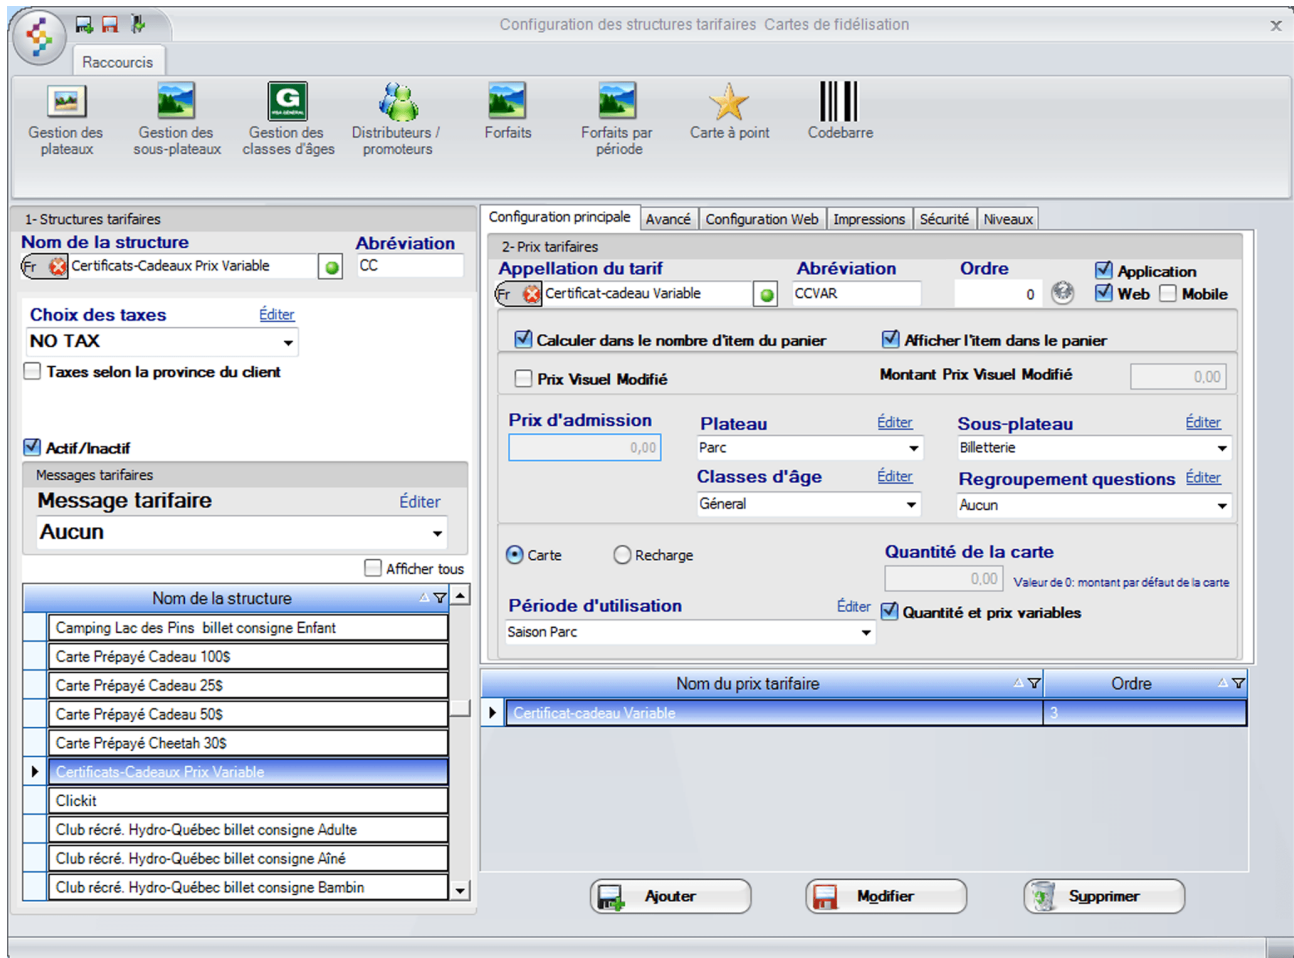 Configuration des structures tarifaires  Cartes de fidélisation
x
Raccourcis
Gestion des plateaux
Gestion des sous-plateaux
G
Gestion des classes d'âges
Distributeurs / promoteurs
Forfaits
Forfaits par période
Carte à point
Codebarre
1- Structures tarifaires
Nom de la structure
Abréviation
Fr
Certificats-Cadeaux Prix Variable
CC
Choix des taxes
Éditer
NO TAX
Taxes selon la province du client
Actif/Inactif
Messages tarifaires
Message tarifaire
Éditer
Aucun
Afficher tous
Nom de la structure
Camping Lac des Pins  billet consigne Enfant
Carte Prépayé Cadeau 100$
Carte Prépayé Cadeau 25$
Carte Prépayé Cadeau 50$
Carte Prépayé Cheetah 30$
Certificats-Cadeaux Prix Variable
Clickit
Club récré. Hydro-Québec billet consigne Adulte
Club récré. Hydro-Québec billet consigne Aîné
Club récré. Hydro-Québec billet consigne Bambin
Configuration principale
Avancé
Configuration Web
Impressions
Sécurité
Niveaux
2- Prix tarifaires
Appellation du tarif
Abréviation
Ordre
Application
Fr
Certificat-cadeau Variable
CCVAR
0
Web
Mobile
Calculer dans le nombre d'item du panier
Afficher l'item dans le panier
Prix Visuel Modifié
Montant Prix Visuel Modifié
0,00
Prix d'admission
Plateau
Éditer
Sous-plateau
Éditer
0,00
Parc
Billetterie
Classes d'âge
Éditer
Regroupement questions
Éditer
Géneral
Aucun
Carte
Recharge
Quantité de la carte
0,00
Valeur de 0: montant par défaut de la carte
Période d'utilisation
Éditer
Quantité et prix variables
Saison Parc
Nom du prix tarifaire
Ordre
Certificat-cadeau Variable
3
Ajouter
Modifier
Supprimer